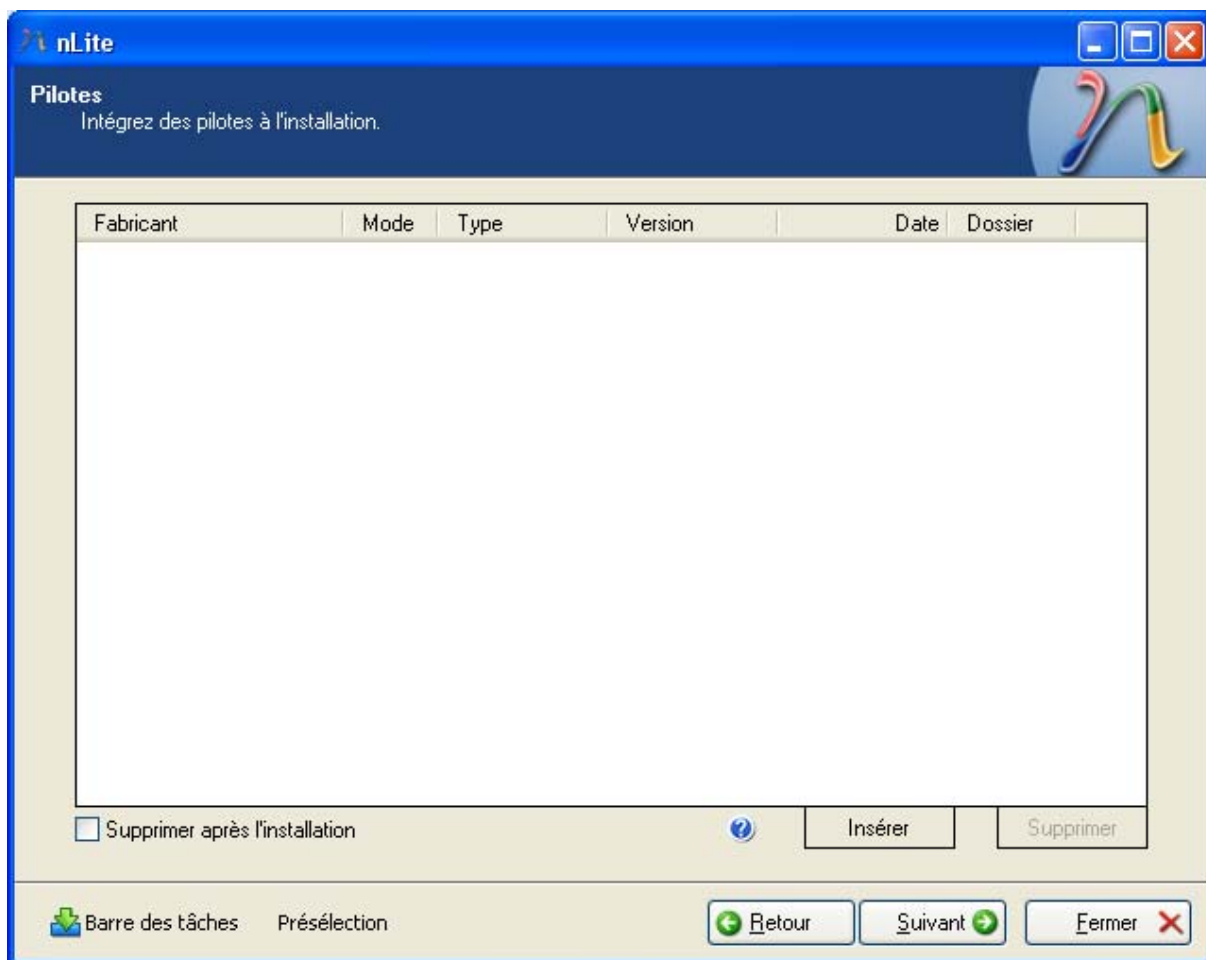 nLite
Pilotes
Intégrez des pilotes à l'installation.
Fabricant Mode Type Version Date Dossier
Supprimer après l'installation Insérer Supprimer
Barre des tâches Présélection Retour Suivant Fermer